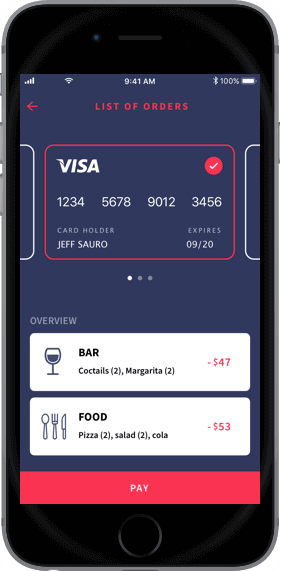 9:41 AM 100%
LIST OF ORDERS
VISA
1234 5678 9012 3456
CARD HOLDER EXPIRES
JEFF SAURO 09/20
OVERVIEW
BAR
- $47
Coctails (2), Margarita (2)
FOOD
- $53
Pizza (2), salad (2), cola
PAY